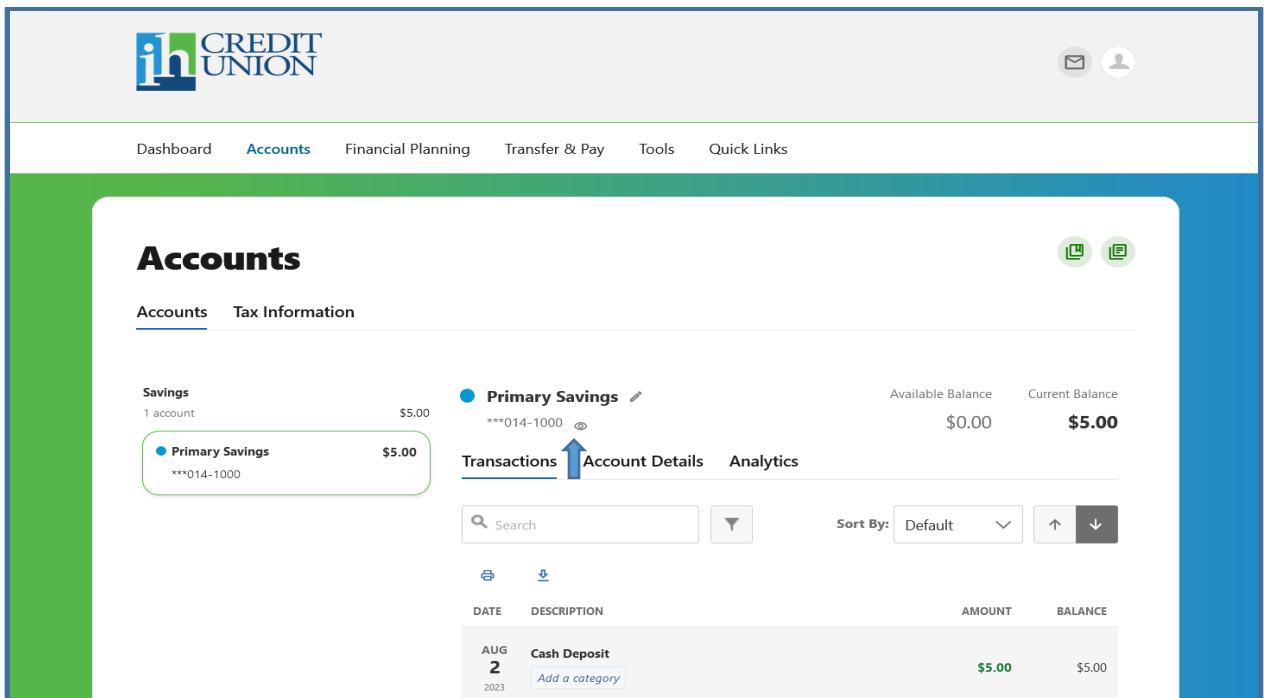 ih CREDIT
UNION
Dashboard Accounts Financial Planning Transfer & Pay Tools Quick Links
Accounts
Accounts Tax Information
Savings
1 account $5.00
Primary Savings $5.00
***014-1000
Primary Savings
***014-1000
Available Balance Current Balance
$0.00 $5.00
Transactions Account Details Analytics
Search
Sort By: Default
DATE DESCRIPTION AMOUNT BALANCE
AUG
2
2023
Cash Deposit
Add a category
$5.00 $5.00